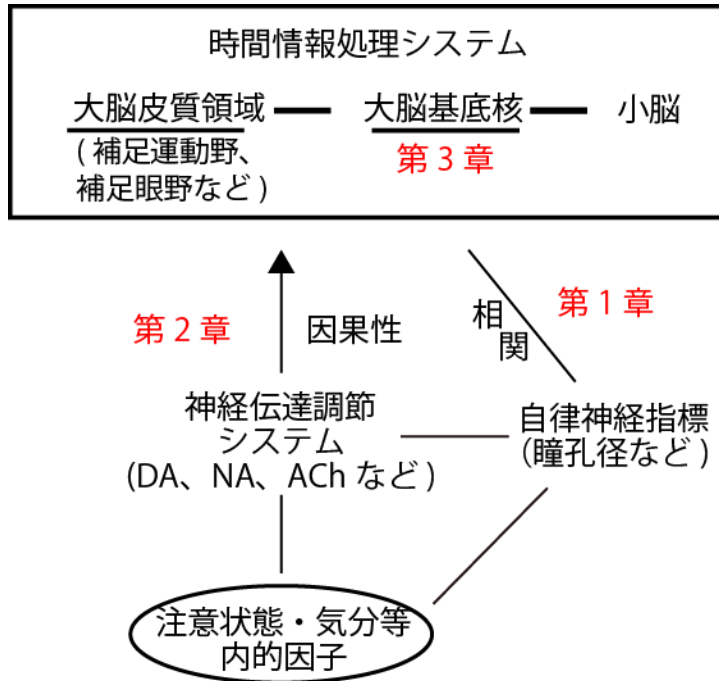 時間情報処理システム
大脳皮質領域 大脳基底核 小脳
(補足運動野、
補足眼野など)
第3章
第2章
因果性
相関
第1章
神経伝達調節
システム
(DA、NA、AChなど)
自律神経指標
(瞳孔径など)
注意状態・気分等
内的因子